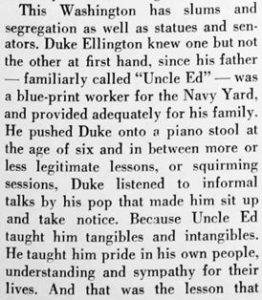 This Washington has slums and
segregation as well as statues and sen-
ators. Duke Ellington knew one but not
the other at first hand, since his father
— familiarly called "Uncle Ed" — was
a blue-print worker for the Navy Yard,
and provided adequately for his family.
He pushed Duke onto a piano stool at
the age of six and in between more or
less legitimate lessons, or squirming
sessions, Duke listened to informal
talks by his pop that made him sit up
and take notice. Because Uncle Ed
taught him tangibles and intangibles.
He taught him pride in his own people,
understanding and sympathy for their
lives. And that was the lesson that